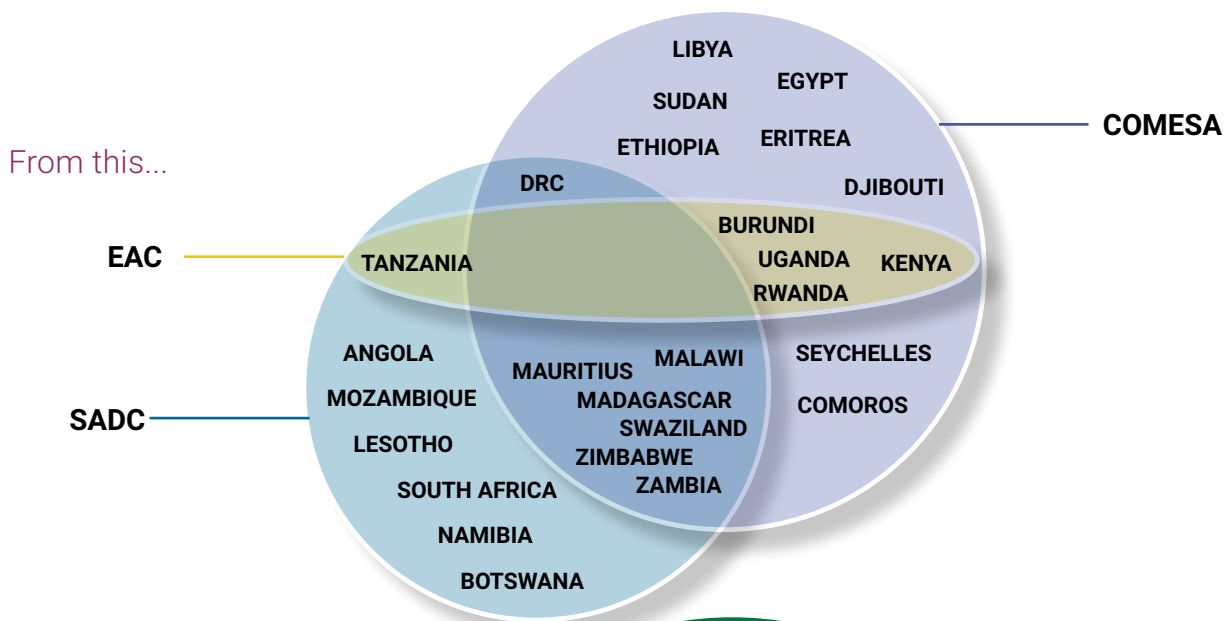 LIBYA
EGYPT
SUDAN
COMESA
ERITREA
ETHIOPIA
From this...
DRC
DJIBOUTI
BURUNDI
EAC
TANZANIA
UGANDA
KENYA
RWANDA
ANGOLA
MALAWI
SEYCHELLES
MAURITIUS
MOZAMBIQUE
MADAGASCAR
COMOROS
SADC
SWAZILAND
LESOTHO
ZIMBABWE
ZAMBIA
SOUTH AFRICA
NAMIBIA
BOTSWANA